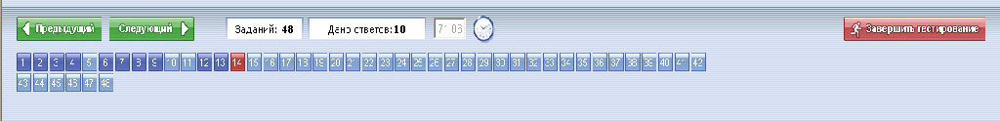 Предыдущий Следующий Заданий: 48 Дано ответов:10 71:03 Завершить тестирование
1 2 3 4 5 6 7 8 9 10 11 12 13 14 15 16 17 18 19 20 21 22 23 24 25 26 27 28 29 30 31 32 33 34 35 36 37 38 39 40 41 42
43 44 45 46 47 48